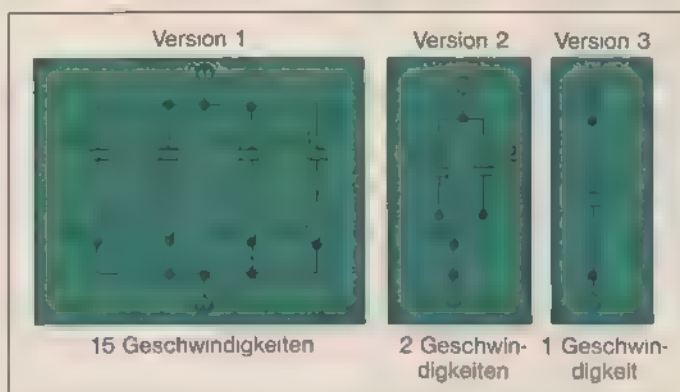 Version 1
Version 2
Version 3
15 Geschwindigkeiten
2 Geschwin-
digkeiten
1 Geschwin-
digkeit